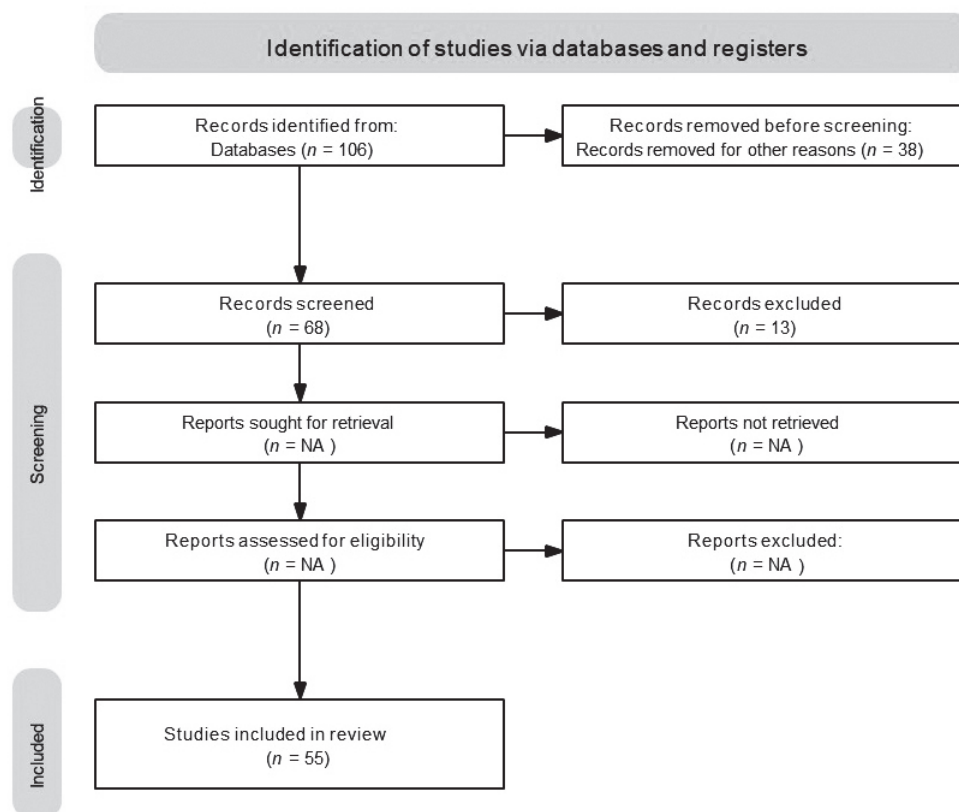 Identification of studies via databases and registers
Identification
Records identified from:
Databases (n = 106)
Records removed before screening:
Records removed for other reasons (n = 38)
Screening
Records screened
(n = 68)
Records excluded
(n = 13)
Reports sought for retrieval
(n = NA )
Reports not retrieved
(n = NA )
Reports assessed for eligibility
(n = NA )
Reports excluded:
(n = NA )
Included
Studies included in review
(n = 55)